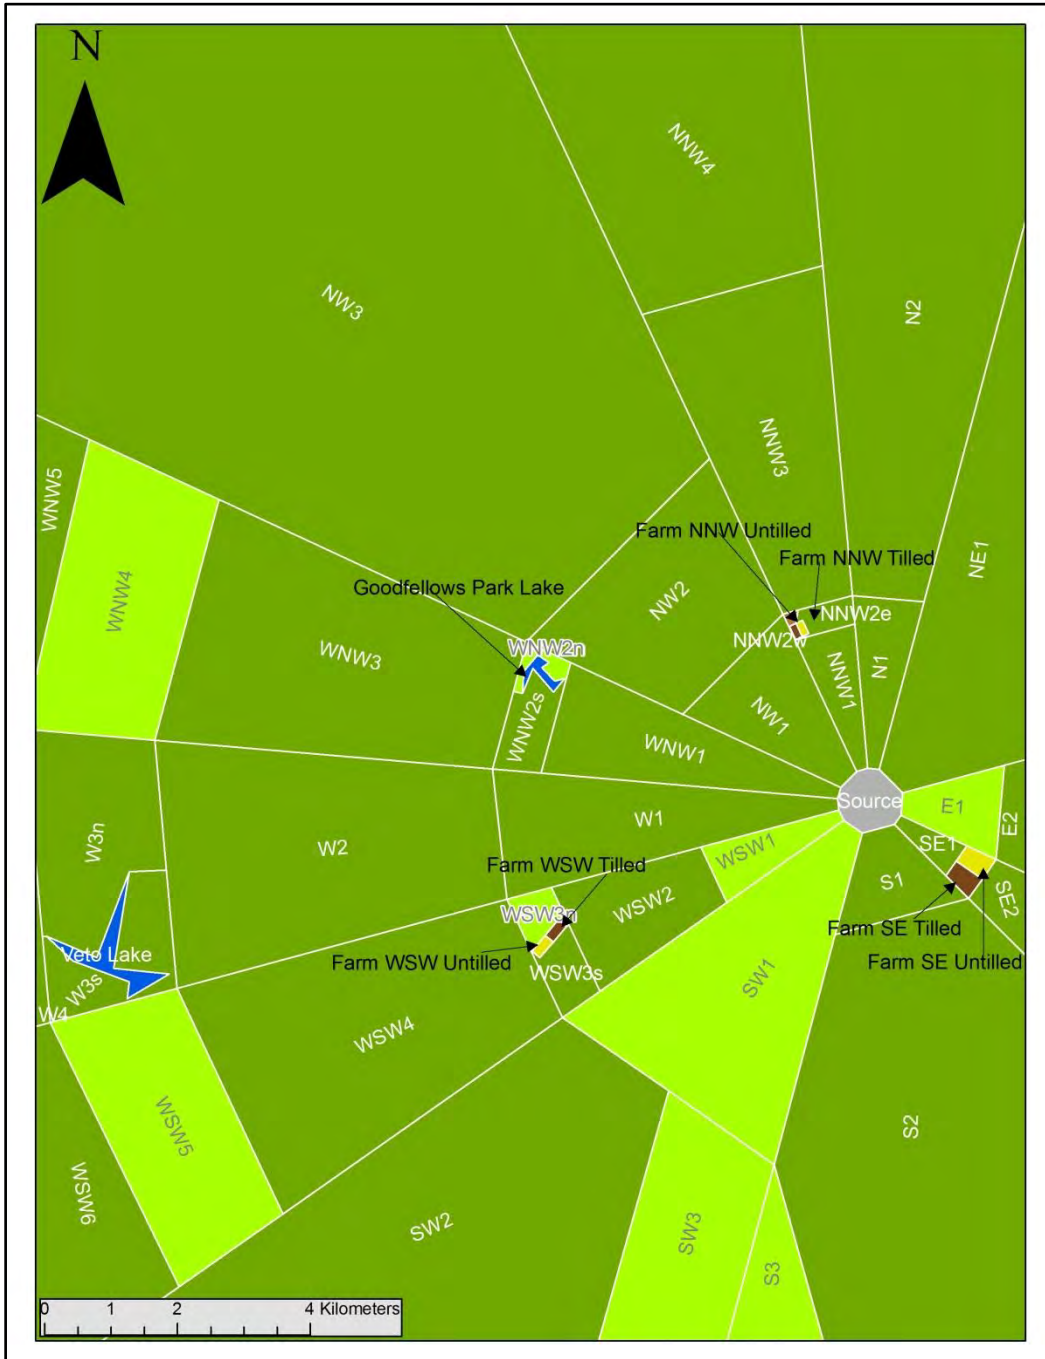 N
NNW4
NW3
N2
NNW3
WNW5
Farm NNW Untilled
Farm NNW Tilled
NE1
WNW4
Goodfellows Park Lake
NW2
NNW2e
NNW2w
WNW2n
WNW3
NNW1
N1
WNW2s
NW1
WNW1
Source
E1
E2
W3n
W2
W1
SE1
WSW1
Farm WSW Tilled
S1
SE2
WSW2
WSW3n
Farm SE Tilled
Veto Lake
Farm WSW Untilled
Farm SE Untilled
WSW3s
W3s
SW1
W4
WSW4
WSW5
S2
WSW6
SW2
SW3
S3
0 1 2 4 Kilometers